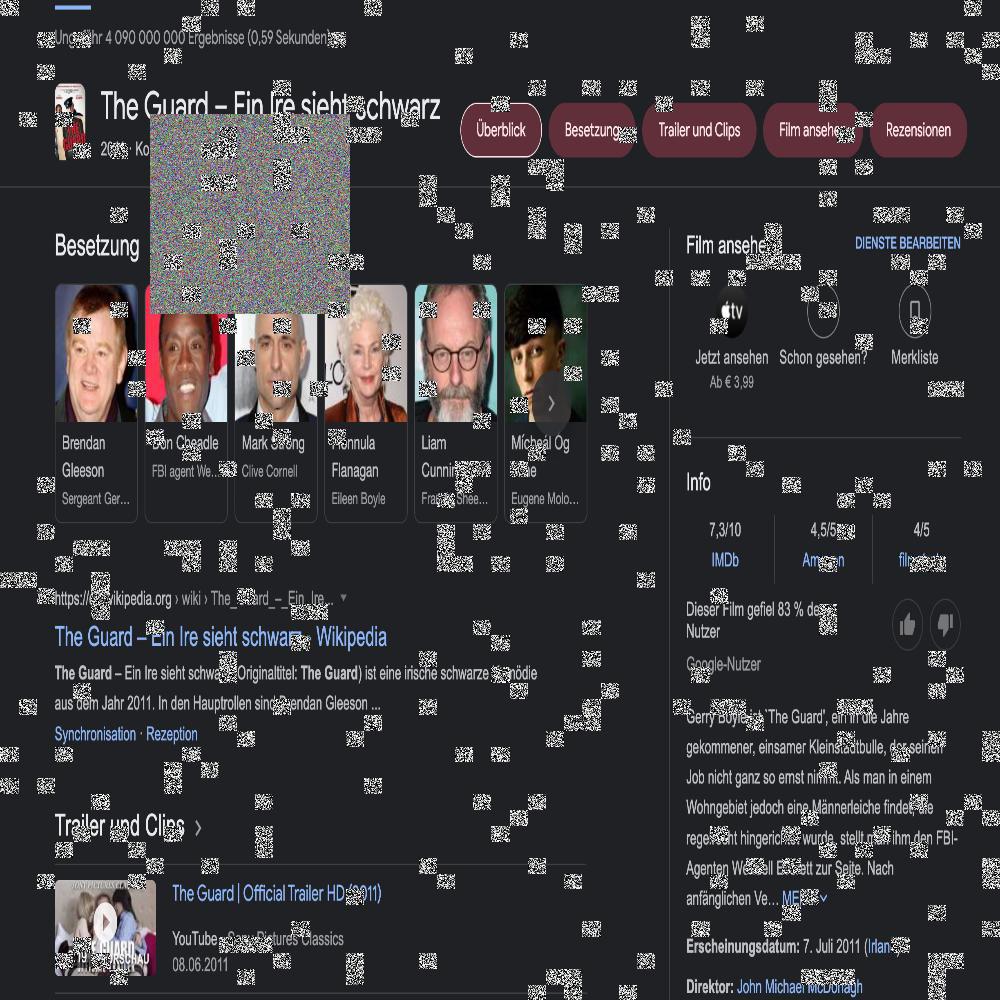 Ungefähr 4 090 000 000 Ergebnisse (0,59 Sekunden)
The Guard – Ein Ire sieht schwarz
Überblick
Besetzung
Trailer und Clips
Film ansehen
Rezensionen
Besetzung
Brendan
Gleeson
Sergeant Ger...
Don Cheadle
FBI agent We...
Mark Strong
Clive Cornell
Fionnula
Flanagan
Eileen Boyle
Liam
Mícheál Óg
Eugene Molo...
https://de.wikipedia.org › wiki › The_Guard_–_Ein_Ire...
The Guard – Ein Ire sieht schwarz - Wikipedia
The Guard – Ein Ire sieht schwarz (Originaltitel: The Guard) ist eine irische schwarze Komödie
aus dem Jahr 2011. In den Hauptrollen sind Brendan Gleeson ...
Synchronisation · Rezeption
Trailer und Clips
The Guard | Official Trailer HD (2011)
YouTube · Sony Pictures Classics
08.06.2011
Film ansehen
DIENSTE BEARBEITEN
tv
Jetzt ansehen
Ab € 3,99
Schon gesehen?
Merkliste
Info
7,3/10
IMDb
4,5/5
Amazon
4/5
Dieser Film gefiel 83 % der
Nutzer
Google-Nutzer
Gerry Boyle ist 'The Guard', ein in die Jahre
gekommener, einsamer Kleinstadtbulle, der seinen
Job nicht ganz so ernst nimmt. Als man in einem
Wohngebiet jedoch eine Männerleiche findet, die
regelrecht hingerichtet wurde, stellt man ihm den FBI-
Agenten Wendell Everett zur Seite. Nach
anfänglichen Ve... MEHR
Erscheinungsdatum: 7. Juli 2011 (Irland)
Direktor: John Michael McDonagh